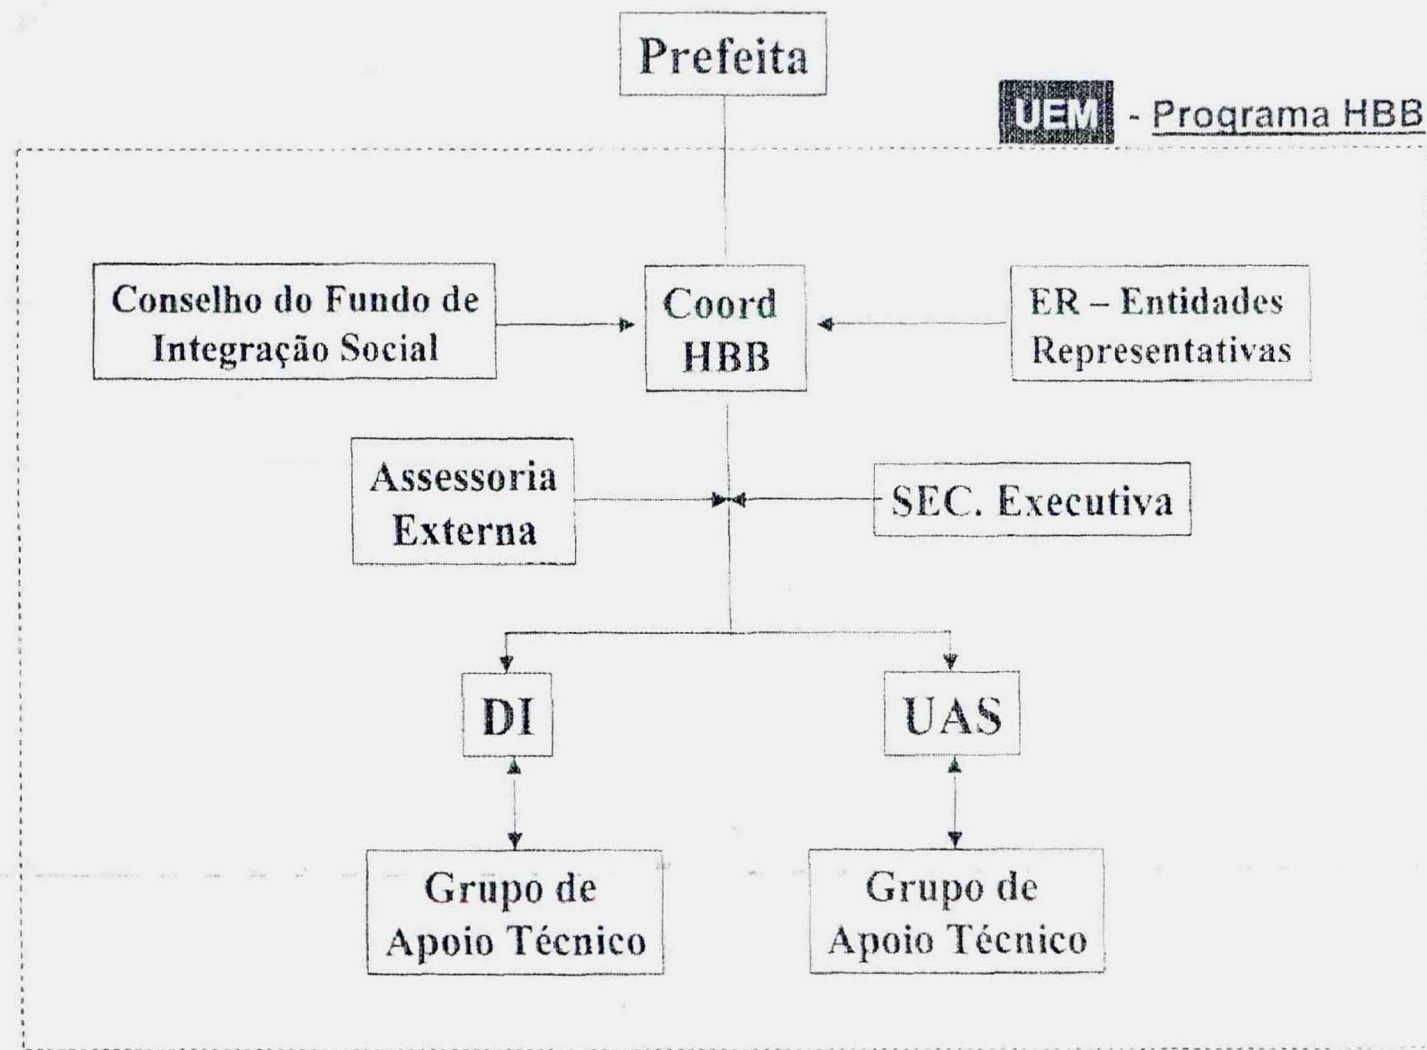 Prefeita
UEM - Programa HBB
Conselho do Fundo de
Integração Social
Coord
HBB
ER – Entidades
Representativas
Assessoria
Externa
SEC. Executiva
DI
UAS
Grupo de
Apoio Técnico
Grupo de
Apoio Técnico